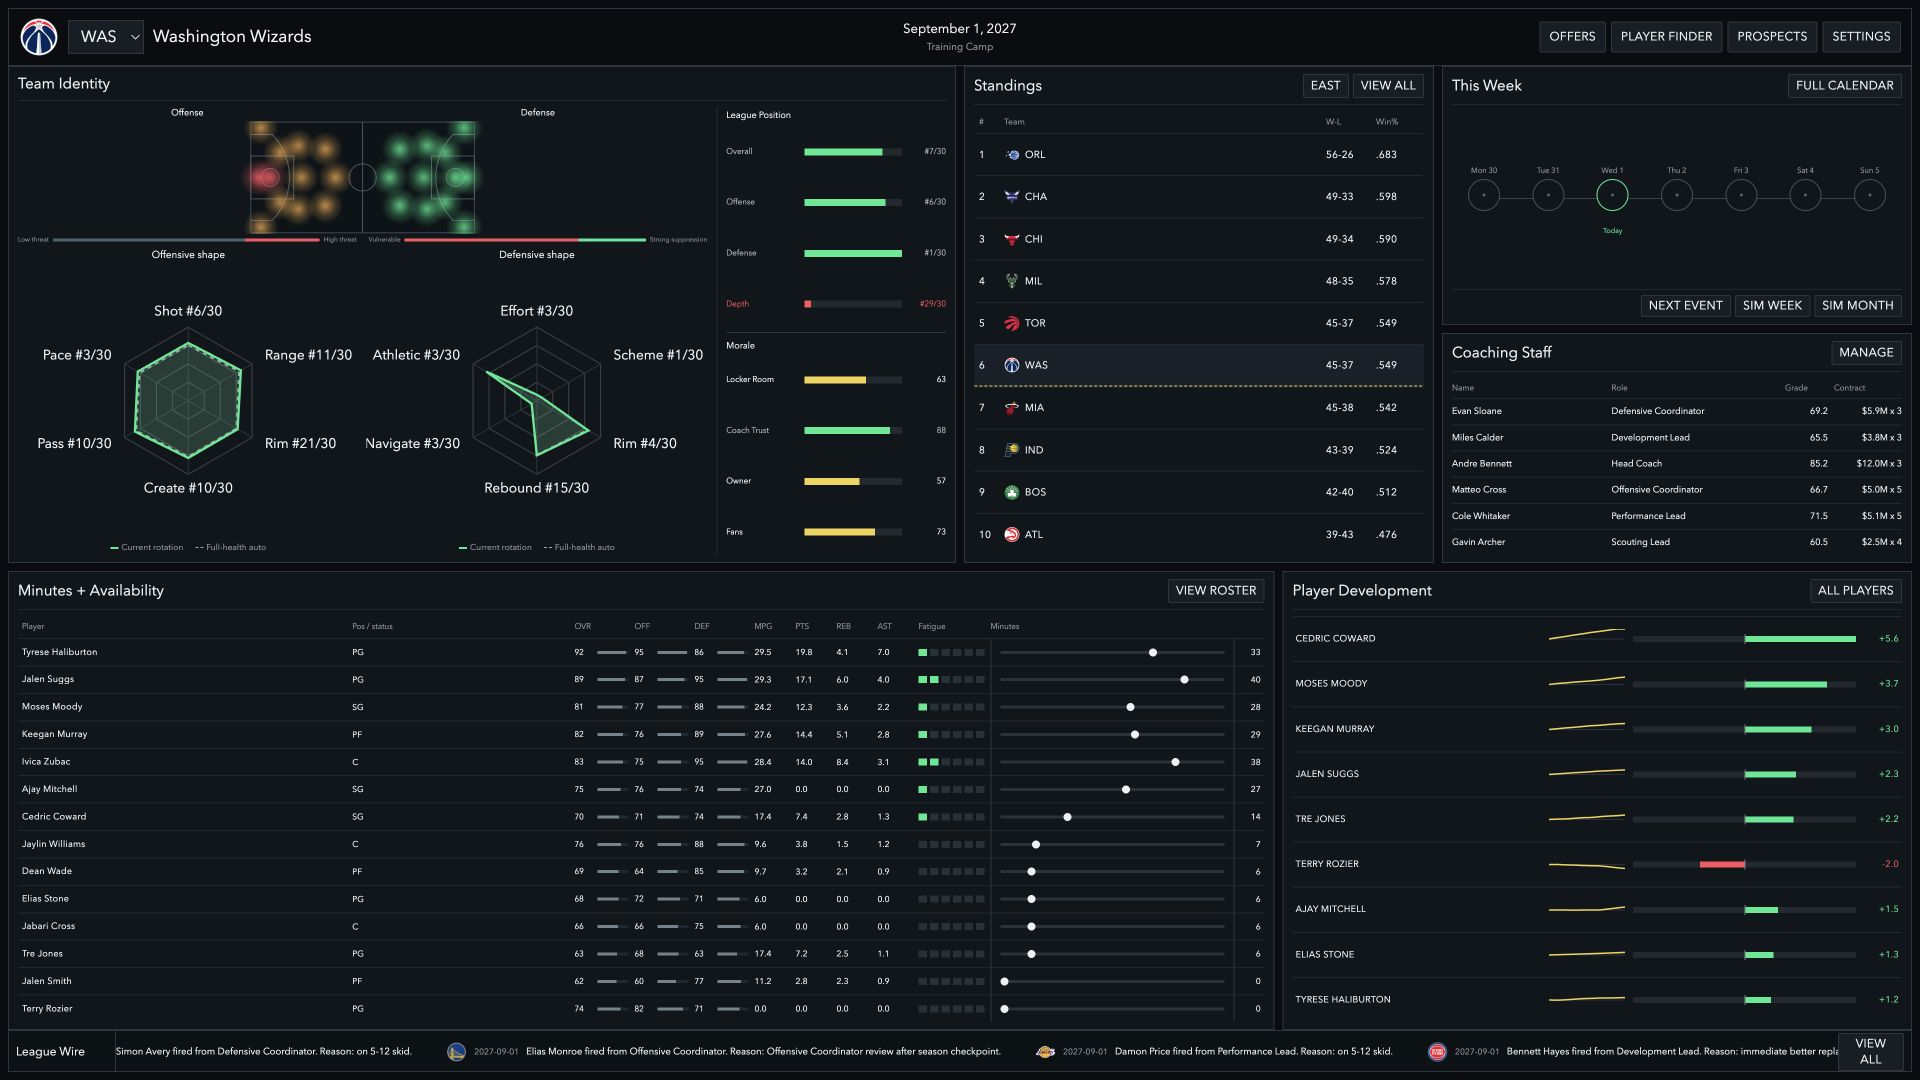 WAS
Washington Wizards
September 1, 2027
Training Camp
OFFERS
PLAYER FINDER
PROSPECTS
SETTINGS
Team Identity
Offense
Defense
Low threat
High threat
Vulnerable
Strong suppression
Offensive shape
Defensive shape
Shot #6/30
Pace #3/30
Range #11/30
Pass #10/30
Rim #21/30
Create #10/30
Effort #3/30
Athletic #3/30
Scheme #1/30
Navigate #3/30
Rim #4/30
Rebound #15/30
Current rotation
Full-health auto
Current rotation
Full-health auto
League Position
Overall #7/30
Offense #6/30
Defense #1/30
Depth #29/30
Morale
Locker Room 63
Coach Trust 88
Owner 57
Fans 73
Standings
EAST
VIEW ALL
# Team W-L Win%
1 ORL 56-26 .683
2 CHA 49-33 .598
3 CHI 49-34 .590
4 MIL 48-35 .578
5 TOR 45-37 .549
6 WAS 45-37 .549
7 MIA 45-38 .542
8 IND 43-39 .524
9 BOS 42-40 .512
10 ATL 39-43 .476
This Week
FULL CALENDAR
Mon 30 Tue 31 Wed 1 Thu 2 Fri 3 Sat 4 Sun 5
Today
NEXT EVENT
SIM WEEK
SIM MONTH
Coaching Staff
MANAGE
Name Role Grade Contract
Evan Sloane Defensive Coordinator 69.2 $5.9M x 3
Miles Calder Development Lead 65.5 $3.8M x 3
Andre Bennett Head Coach 85.2 $12.0M x 3
Matteo Cross Offensive Coordinator 66.7 $5.0M x 5
Cole Whitaker Performance Lead 71.5 $5.1M x 5
Gavin Archer Scouting Lead 60.5 $2.5M x 4
Minutes + Availability
VIEW ROSTER
Player Pos / status OVR OFF DEF MPG PTS REB AST Fatigue Minutes
Tyrese Haliburton PG 92 95 86 29.5 19.8 4.1 7.0 33
Jalen Suggs PG 89 87 95 29.3 17.1 6.0 4.0 40
Moses Moody SG 81 77 88 24.2 12.3 3.6 2.2 28
Keegan Murray PF 82 76 89 27.6 14.4 5.1 2.8 29
Ivica Zubac C 83 75 95 28.4 14.0 8.4 3.1 38
Ajay Mitchell SG 75 76 74 27.0 0.0 0.0 0.0 27
Cedric Coward SG 70 71 74 17.4 7.4 2.8 1.3 14
Jaylin Williams C 76 76 88 9.6 3.8 1.5 1.2 7
Dean Wade PF 69 64 85 9.7 3.2 2.1 0.9 6
Elias Stone PG 68 72 71 6.0 0.0 0.0 0.0 6
Jabari Cross C 66 66 75 6.0 0.0 0.0 0.0 6
Tre Jones PG 63 68 63 17.4 7.2 2.5 1.1 6
Jalen Smith PF 62 60 77 11.2 2.8 2.3 0.9 0
Terry Rozier PG 74 82 71 0.0 0.0 0.0 0.0 0
Player Development
ALL PLAYERS
CEDRIC COWARD +5.6
MOSES MOODY +3.7
KEEGAN MURRAY +3.0
JALEN SUGGS +2.3
TRE JONES +2.2
TERRY ROZIER -2.0
AJAY MITCHELL +1.5
ELIAS STONE +1.3
TYRESE HALIBURTON +1.2
League Wire
Simon Avery fired from Defensive Coordinator. Reason: on 5-12 skid.
2027-09-01 Elias Monroe fired from Offensive Coordinator. Reason: Offensive Coordinator review after season checkpoint.
2027-09-01 Damon Price fired from Performance Lead. Reason: on 5-12 skid.
2027-09-01 Bennett Hayes fired from Development Lead. Reason: immediate better repla
VIEW
ALL